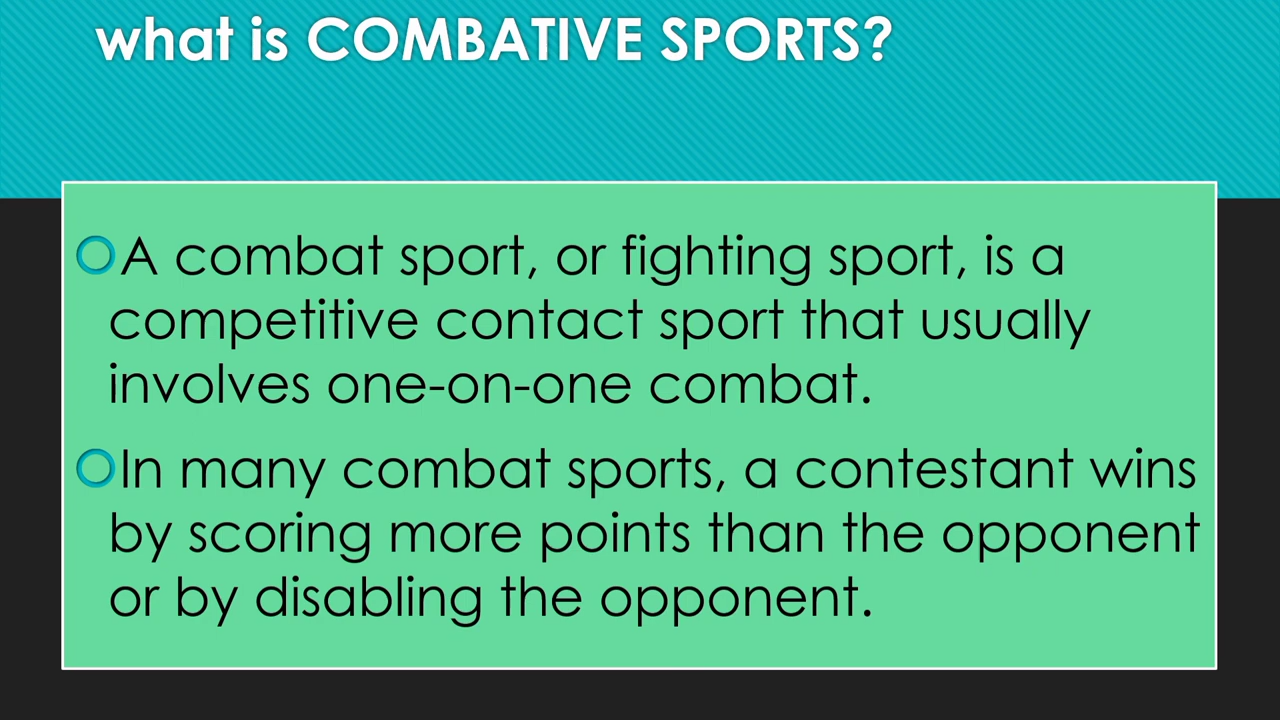 what is COMBATIVE SPORTS?
A combat sport, or fighting sport, is a
competitive contact sport that usually
involves one-on-one combat.
In many combat sports, a contestant wins
by scoring more points than the opponent
or by disabling the opponent.